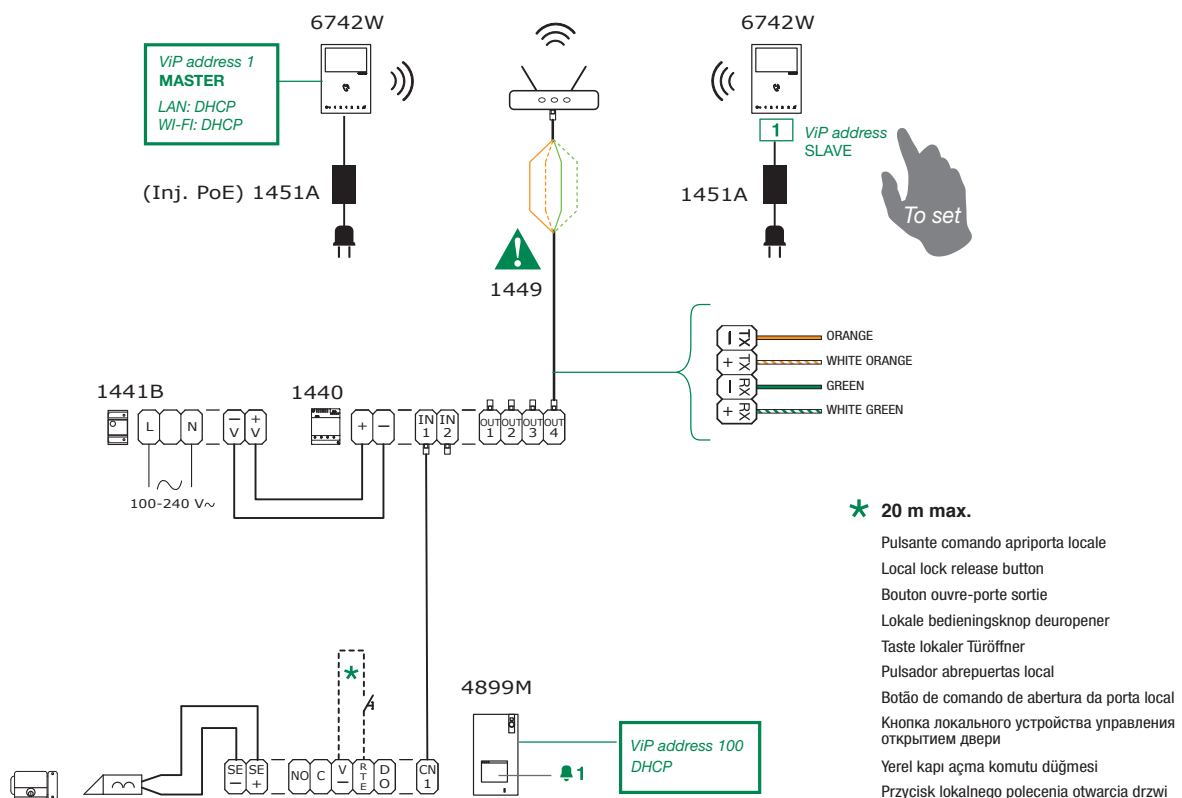 6742W
6742W
ViP address 1
MASTER
LAN: DHCP
WI-FI: DHCP
1
ViP address
SLAVE
(Inj. PoE) 1451A
1451A
To set
!
1449
TX −
ORANGE
TX +
WHITE ORANGE
RX −
GREEN
RX +
WHITE GREEN
1441B
1440
L
N
− V
+ V
+
−
IN 1
IN 2
OUT 1
OUT 2
OUT 3
OUT 4
100-240 V~
* 20 m max.
Pulsante comando apriporta locale
Local lock release button
Bouton ouvre-porte sortie
Lokale bedieningsknop deuropener
Taste lokaler Türöffner
Pulsador abrepuertas local
Botão de comando de abertura da porta local
Кнопка локального устройства управления
открытием двери
Yerel kapı açma komutu düğmesi
Przycisk lokalnego polecenia otwarcia drzwi
*
4899M
ViP address 100
DHCP
1
SE −
SE +
NO
C
V −
RTE
DO
CN 1